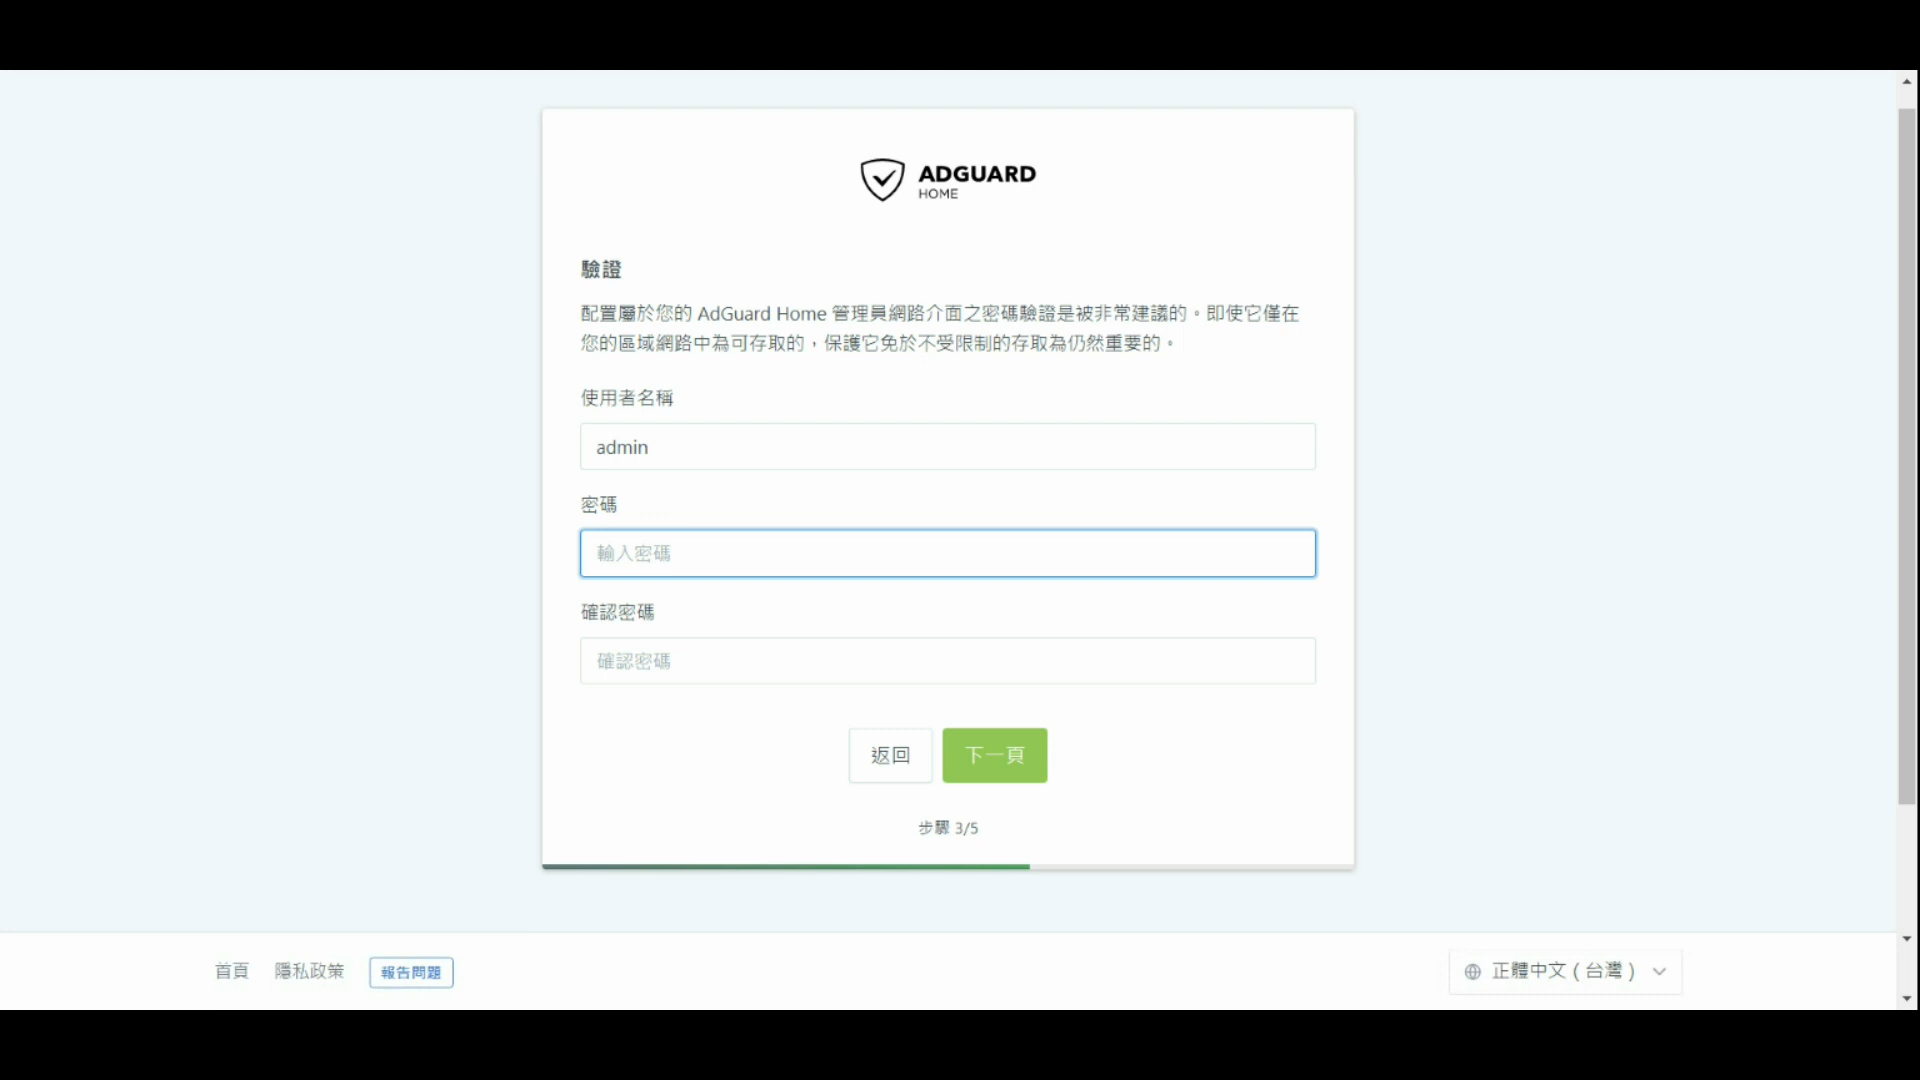 ADGUARD
HOME
驗證
配置屬於您的 AdGuard Home 管理員網路介面之密碼驗證是被非常建議的。即使它僅在
您的區域網路中為可存取的，保護它免於不受限制的存取為仍然重要的。
使用者名稱
admin
密碼
輸入密碼
確認密碼
確認密碼
返回 下一頁
步驟 3/5
首頁 隱私政策 報告問題 正體中文 ( 台灣 )